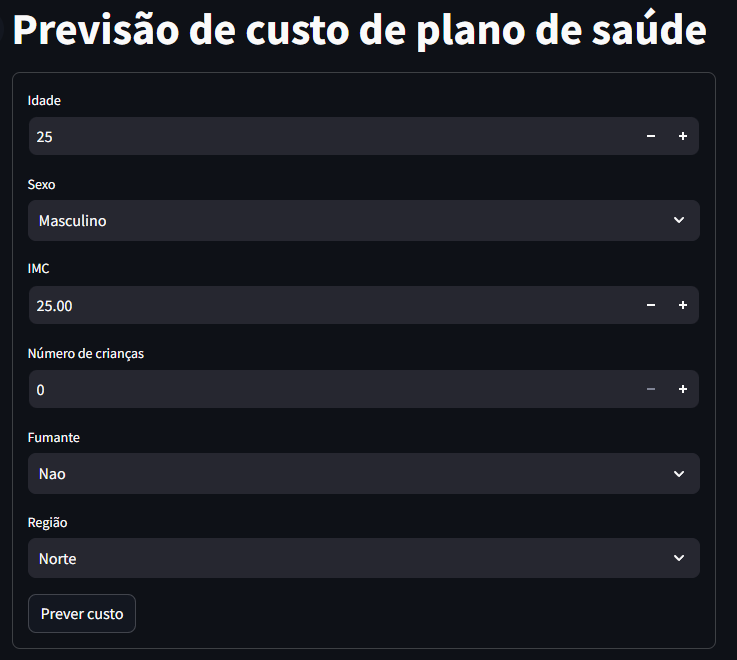 Previsão de custo de plano de saúde
Idade
25
Sexo
Masculino
IMC
25.00
Número de crianças
0
Fumante
Nao
Região
Norte
Prever custo